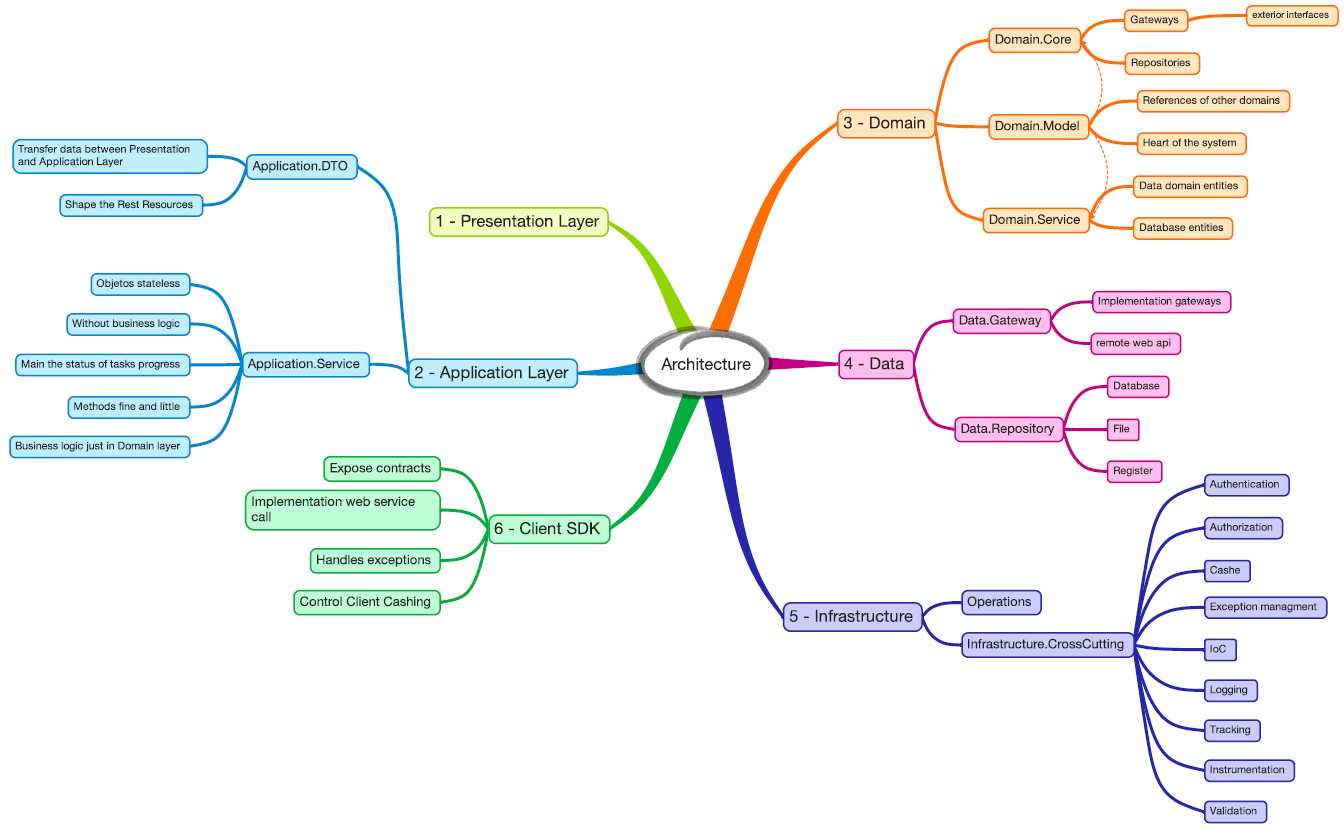 Architecture
1 - Presentation Layer
2 - Application Layer
Application.DTO
Transfer data between Presentation
and Application Layer
Shape the Rest Resources
Application.Service
Objetos stateless
Without business logic
Main the status of tasks progress
Methods fine and little
Business logic just in Domain layer
3 - Domain
Domain.Core
Gateways
exterior interfaces
Repositories
Domain.Model
References of other domains
Heart of the system
Domain.Service
Data domain entities
Database entities
4 - Data
Data.Gateway
Implementation gateways
remote web api
Data.Repository
Database
File
Register
5 - Infrastructure
Operations
Infrastructure.CrossCutting
Authentication
Authorization
Cashe
Exception managment
IoC
Logging
Tracking
Instrumentation
Validation
6 - Client SDK
Expose contracts
Implementation web service
call
Handles exceptions
Control Client Cashing